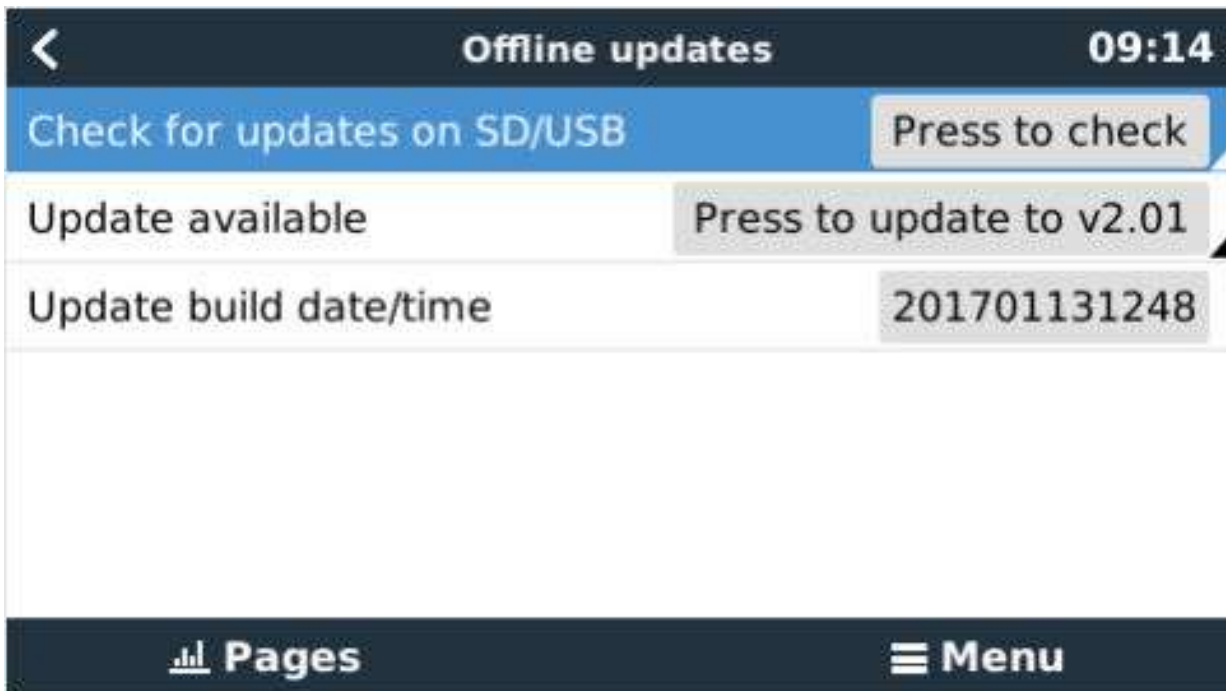 Offline updates 09:14
Check for updates on SD/USB Press to check
Update available Press to update to v2.01
Update build date/time 201701131248
Pages Menu